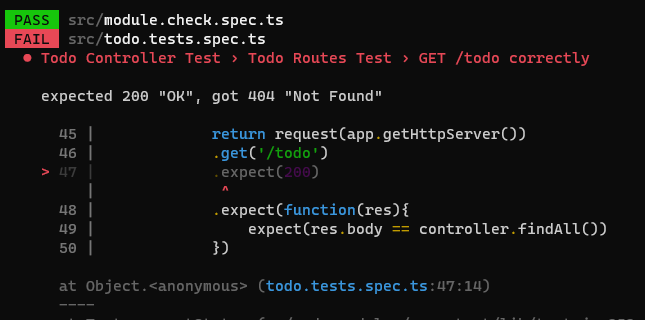 PASS src/module.check.spec.ts
FAIL src/todo.tests.spec.ts
● Todo Controller Test › Todo Routes Test › GET /todo correctly
expected 200 "OK", got 404 "Not Found"
45 | return request(app.getHttpServer())
46 | .get('/todo')
> 47 | .expect(200)
| ^
48 | .expect(function(res){
49 | expect(res.body == controller.findAll())
50 | })
at Object.<anonymous> (todo.tests.spec.ts:47:14)
----